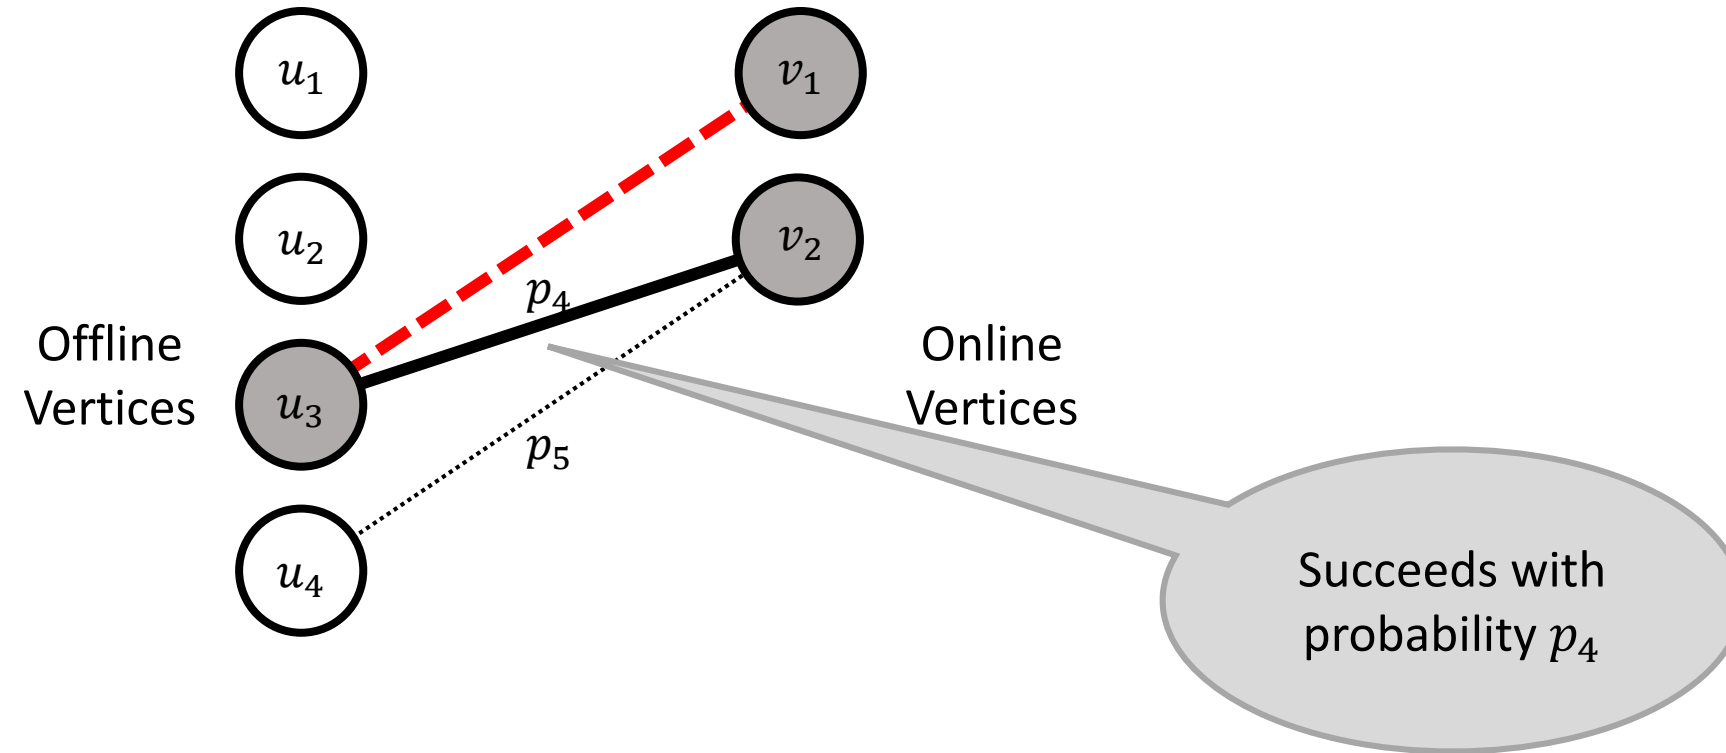 u₁
v₁
u₂
v₂
p₄
Offline
Vertices
Online
Vertices
u₃
p₅
u₄
Succeeds with
probability p₄